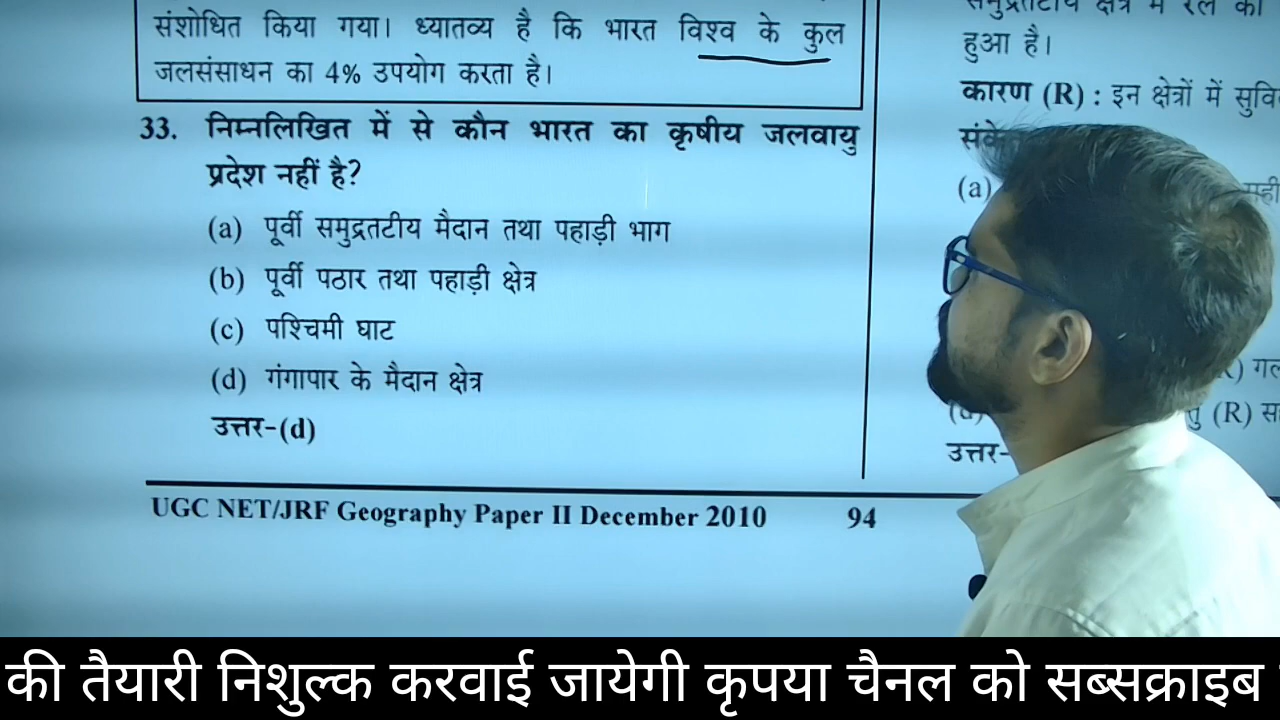 संशोधित किया गया। ध्यातव्य है कि भारत विश्व के कुल
जलसंसाधन का 4% उपयोग करता है।
33. निम्नलिखित में से कौन भारत का कृषीय जलवायु
प्रदेश नहीं है?
(a) पूर्वी समुद्रतटीय मैदान तथा पहाड़ी भाग
(b) पूर्वी पठार तथा पहाड़ी क्षेत्र
(c) पश्चिमी घाट
(d) गंगापार के मैदान क्षेत्र
उत्तर-(d)
UGC NET/JRF Geography Paper II December 2010 94
क्षेत्र में रेल का
हुआ है।
कारण (R) : इन क्षेत्रों में
(a)
(R)
उत्तर-
की तैयारी निशुल्क करवाई जायेगी कृपया चैनल को सब्सक्राइब